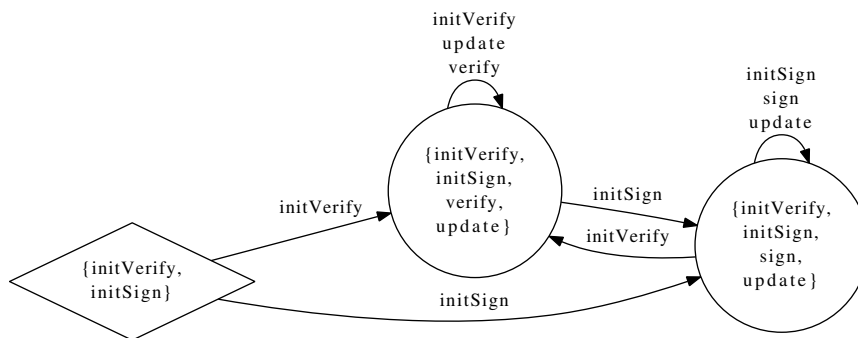 initVerify
update
verify
initSign
sign
update
{initVerify,
initSign,
verify,
update}
initSign
{initVerify,
initSign,
sign,
update}
initVerify
initVerify
{initVerify,
initSign}
initSign